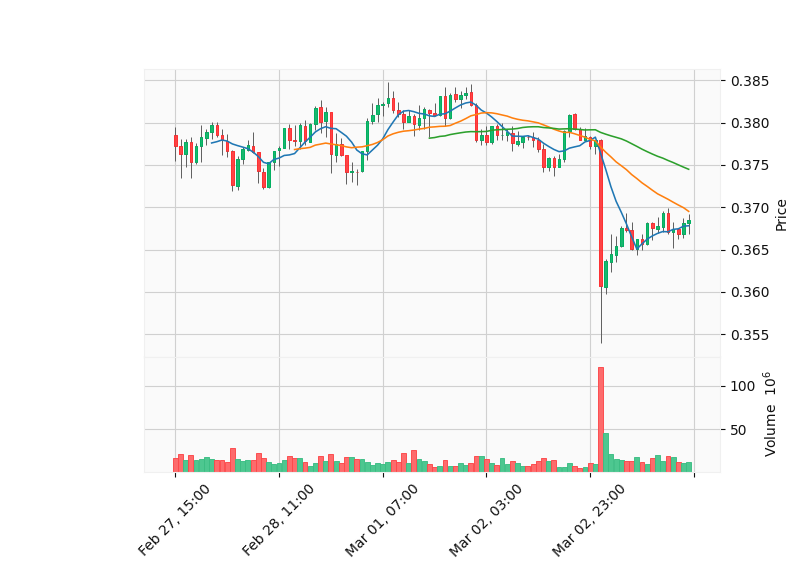 0.385
0.380
0.375
0.370
0.365
0.360
0.355
Price
100
50
Volume 10⁶
Feb 27, 15:00
Feb 28, 11:00
Mar 01, 07:00
Mar 02, 03:00
Mar 02, 23:00